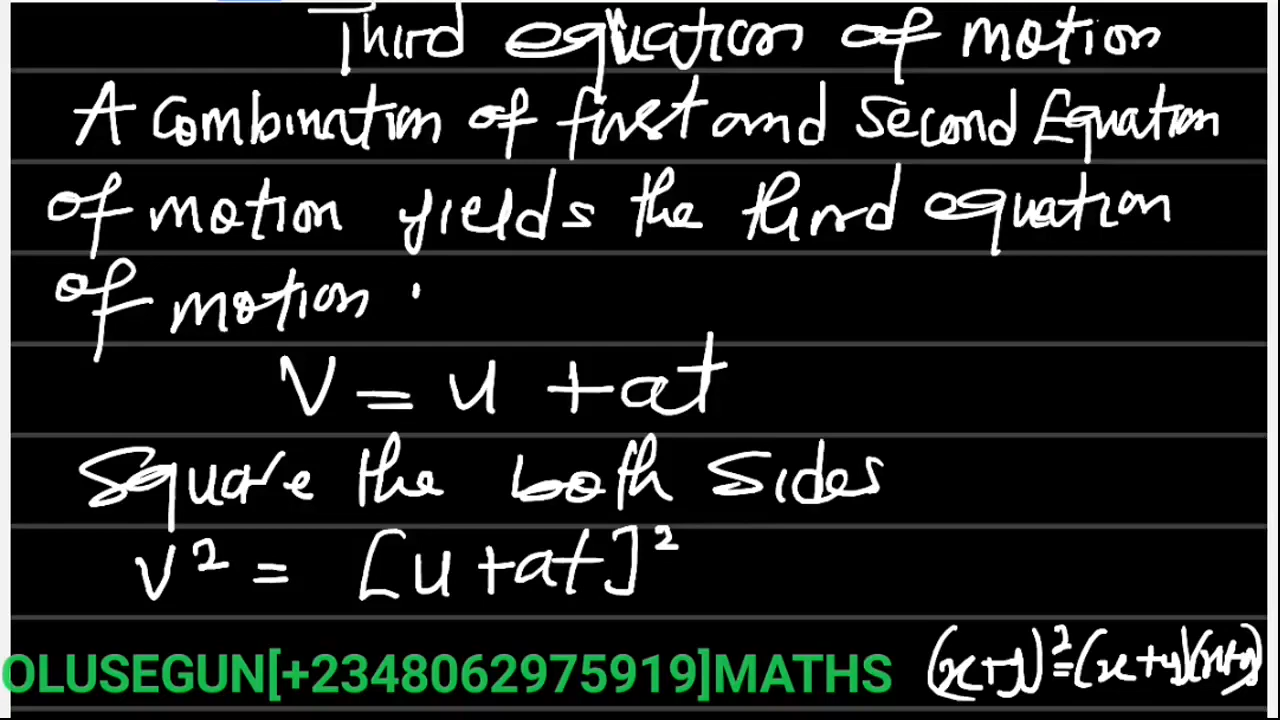 Third equation of motion
A combination of first and second Equation
of motion yields the third equation
of motion.
V = u + at
Square the both sides
v² = [u + at]²
(x+y)²=(x+y)(x+y)
OLUSEGUN[+2348062975919]MATHS